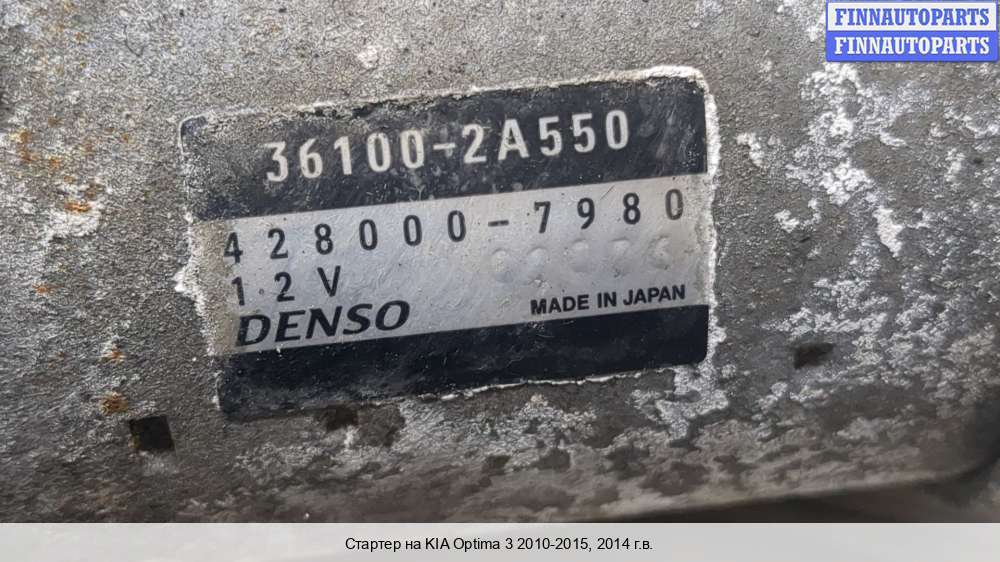 FINNAUTOPARTS
FINNAUTOPARTS
36100-2A550
428000-7980
12V
DENSO MADE IN JAPAN
Стартер на KIA Optima 3 2010-2015, 2014 г.в.